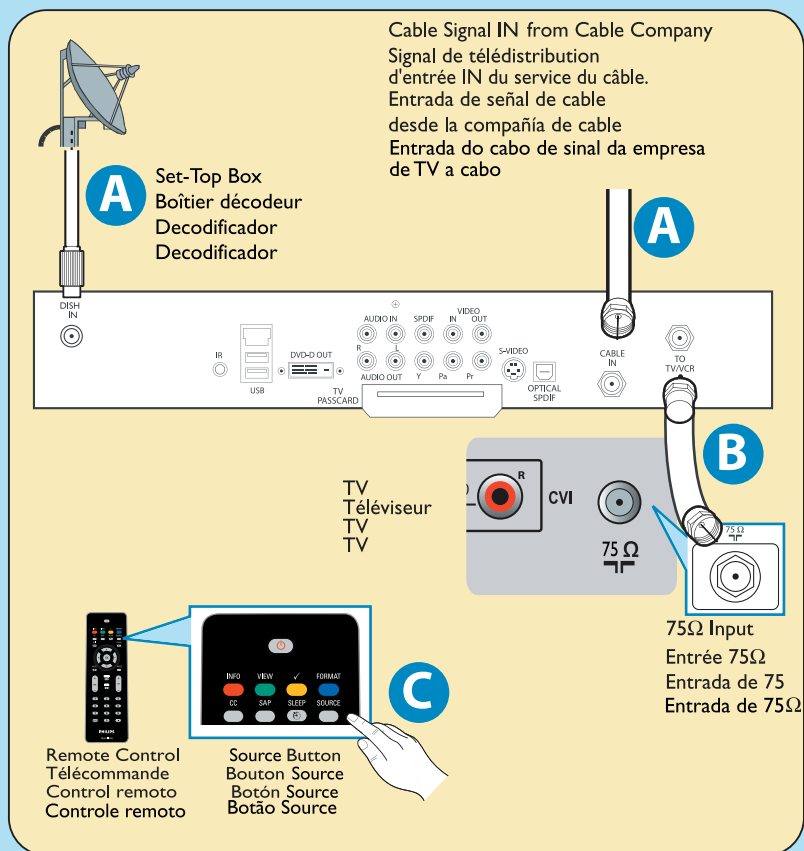 Cable Signal IN from Cable Company
Signal de télédistribution
d'entrée IN du service du câble.
Entrada de señal de cable
desde la compañía de cable
Entrada do cabo de sinal da empresa
de TV a cabo
A
Set-Top Box
Boîtier décodeur
Decodificador
Decodificador
A
DISH
IN
IR
USB
DVD-D OUT
TV
PASSCARD
AUDIO IN
SPDIF
VIDEO
IN
OUT
R
L
AUDIO OUT
Y
Pa
Pr
S-VIDEO
OPTICAL
SPDIF
CABLE
IN
TO
TV/VCR
B
TV
Téléviseur
TV
TV
R
CVI
75 Ω
75 Ω
75Ω Input
Entrée 75Ω
Entrada de 75
Entrada de 75Ω
INFO
VIEW
✓
FORMAT
CC
SAP
SLEEP
SOURCE
C
PHILIPS
Remote Control
Télécommande
Control remoto
Controle remoto
Source Button
Bouton Source
Botón Source
Botão Source